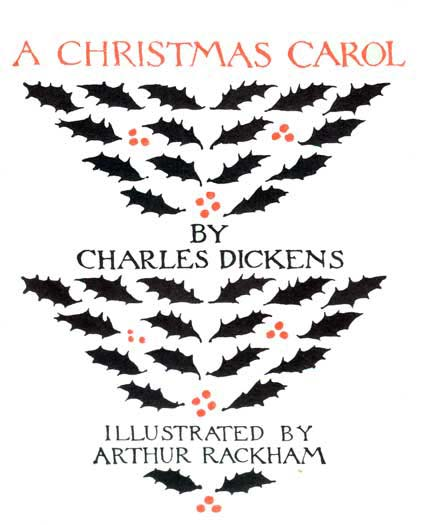 A CHRISTMAS CAROL
BY
CHARLES DICKENS
ILLUSTRATED BY
ARTHUR RACKHAM